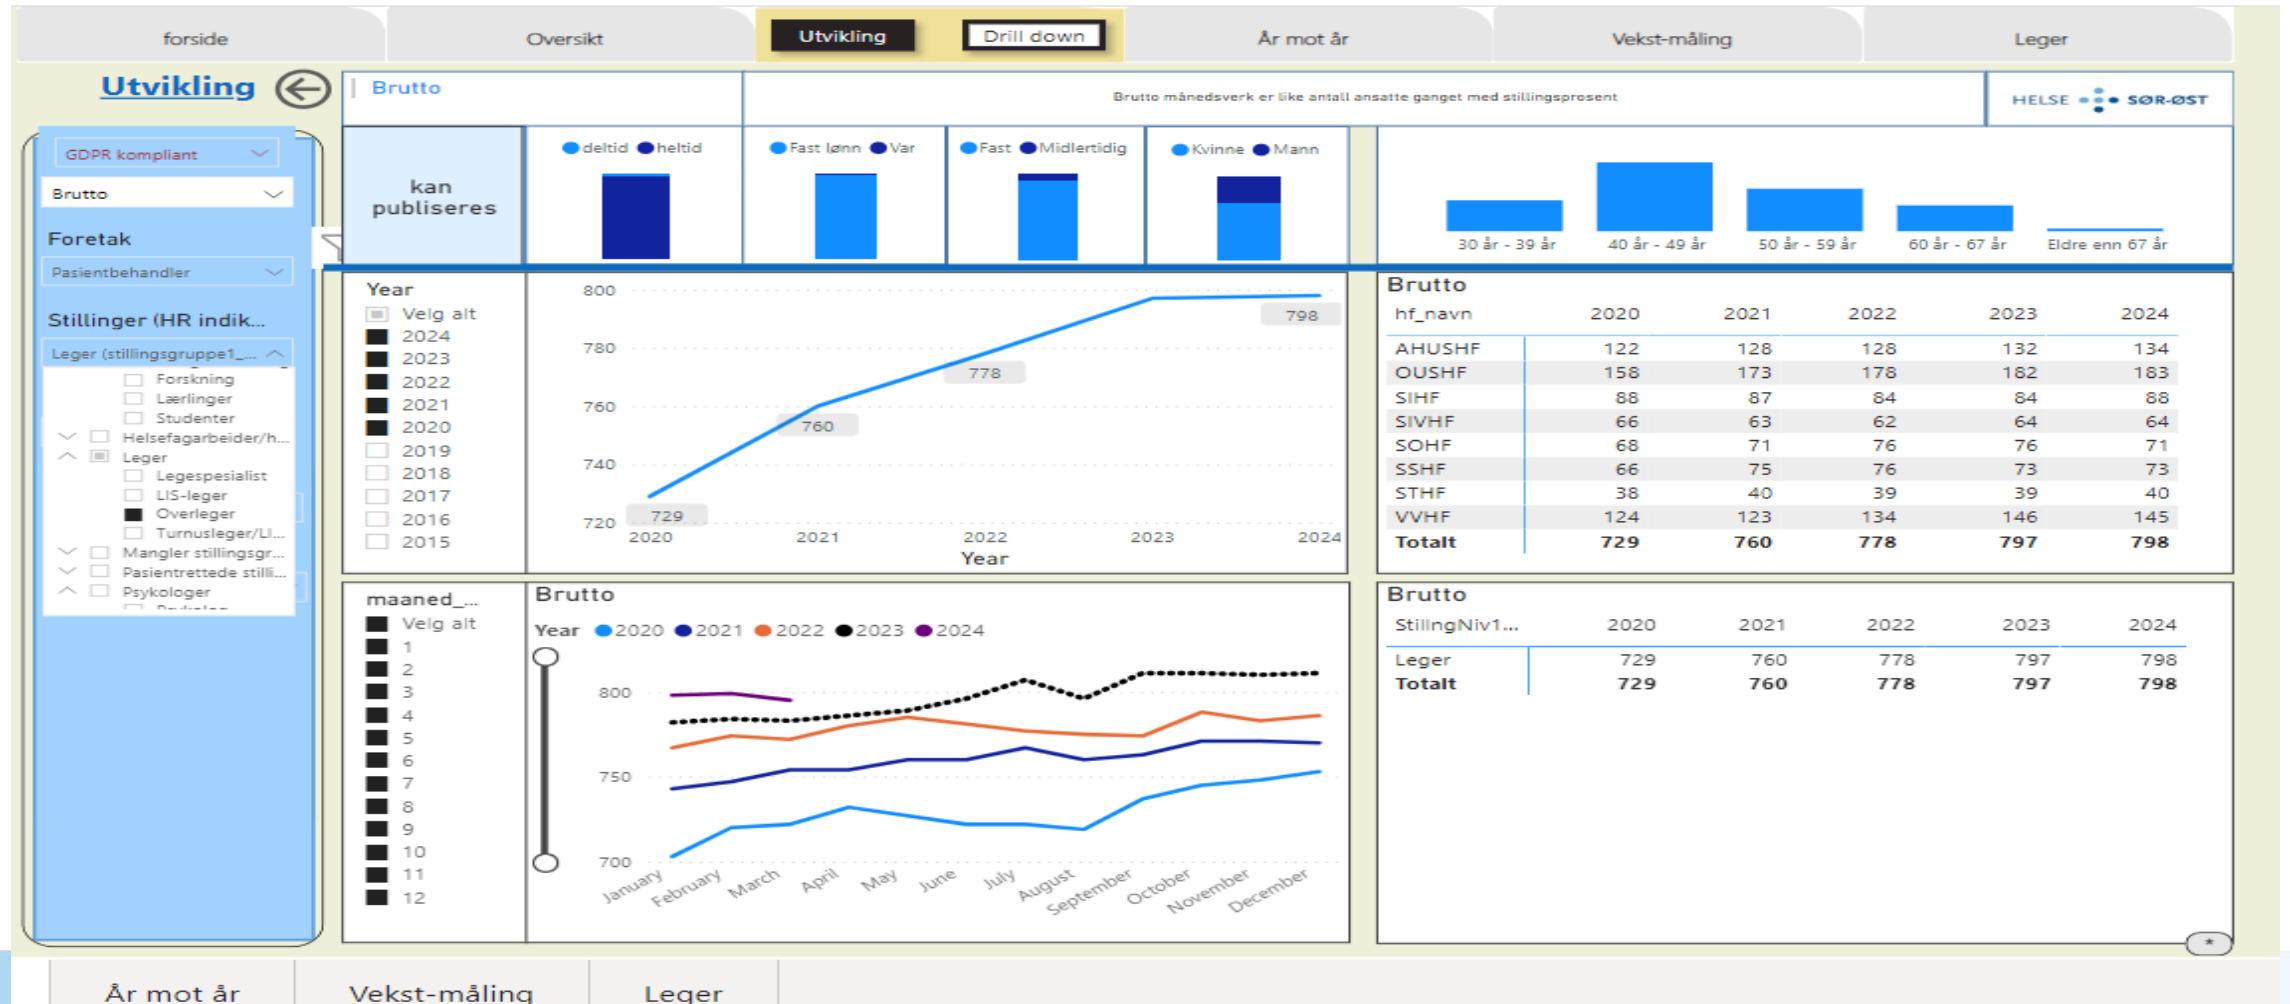 forside
Oversikt
Utvikling
Drill down
År mot år
Vekst-måling
Leger
Utvikling
Brutto
Brutto månedsverk er like antall ansatte ganget med stillingsprosent
HELSE SØR-ØST
GDPR kompliant
Brutto
Foretak
Pasientbehandler
Stillinger (HR indik...
Leger (stillingsgruppe1_...
Forskning
Lærlinger
Studenter
Helsefagarbeider/h...
Leger
Legespesialist
LIS-leger
Overleger
Turnusleger/LI...
Mangler stillingsgr...
Pasientrettede stilli...
Psykologer
kan
publiseres
deltid heltid
Fast lønn Var
Fast Midlertidig
Kvinne Mann
30 år - 39 år
40 år - 49 år
50 år - 59 år
60 år - 67 år
Eldre enn 67 år
Year
Velg alt
2024
2023
2022
2021
2020
2019
2018
2017
2016
2015
800
780
760
740
720
729
760
778
798
2020 2021 2022 2023 2024
Year
Brutto
hf_navn 2020 2021 2022 2023 2024
AHUSHF 122 128 128 132 134
OUSHF 158 173 178 182 183
SIHF 88 87 84 84 88
SIVHF 66 63 62 64 64
SOHF 68 71 76 76 71
SSHF 66 75 76 73 73
STHF 38 40 39 39 40
VVHF 124 123 134 146 145
Totalt 729 760 778 797 798
maaned_...
Velg alt
1
2
3
4
5
6
7
8
9
10
11
12
Brutto
Year 2020 2021 2022 2023 2024
800
750
700
January February March April May June July August September October November December
Brutto
StillngNiv1... 2020 2021 2022 2023 2024
Leger 729 760 778 797 798
Totalt 729 760 778 797 798
*
År mot år
Vekst-måling
Leger